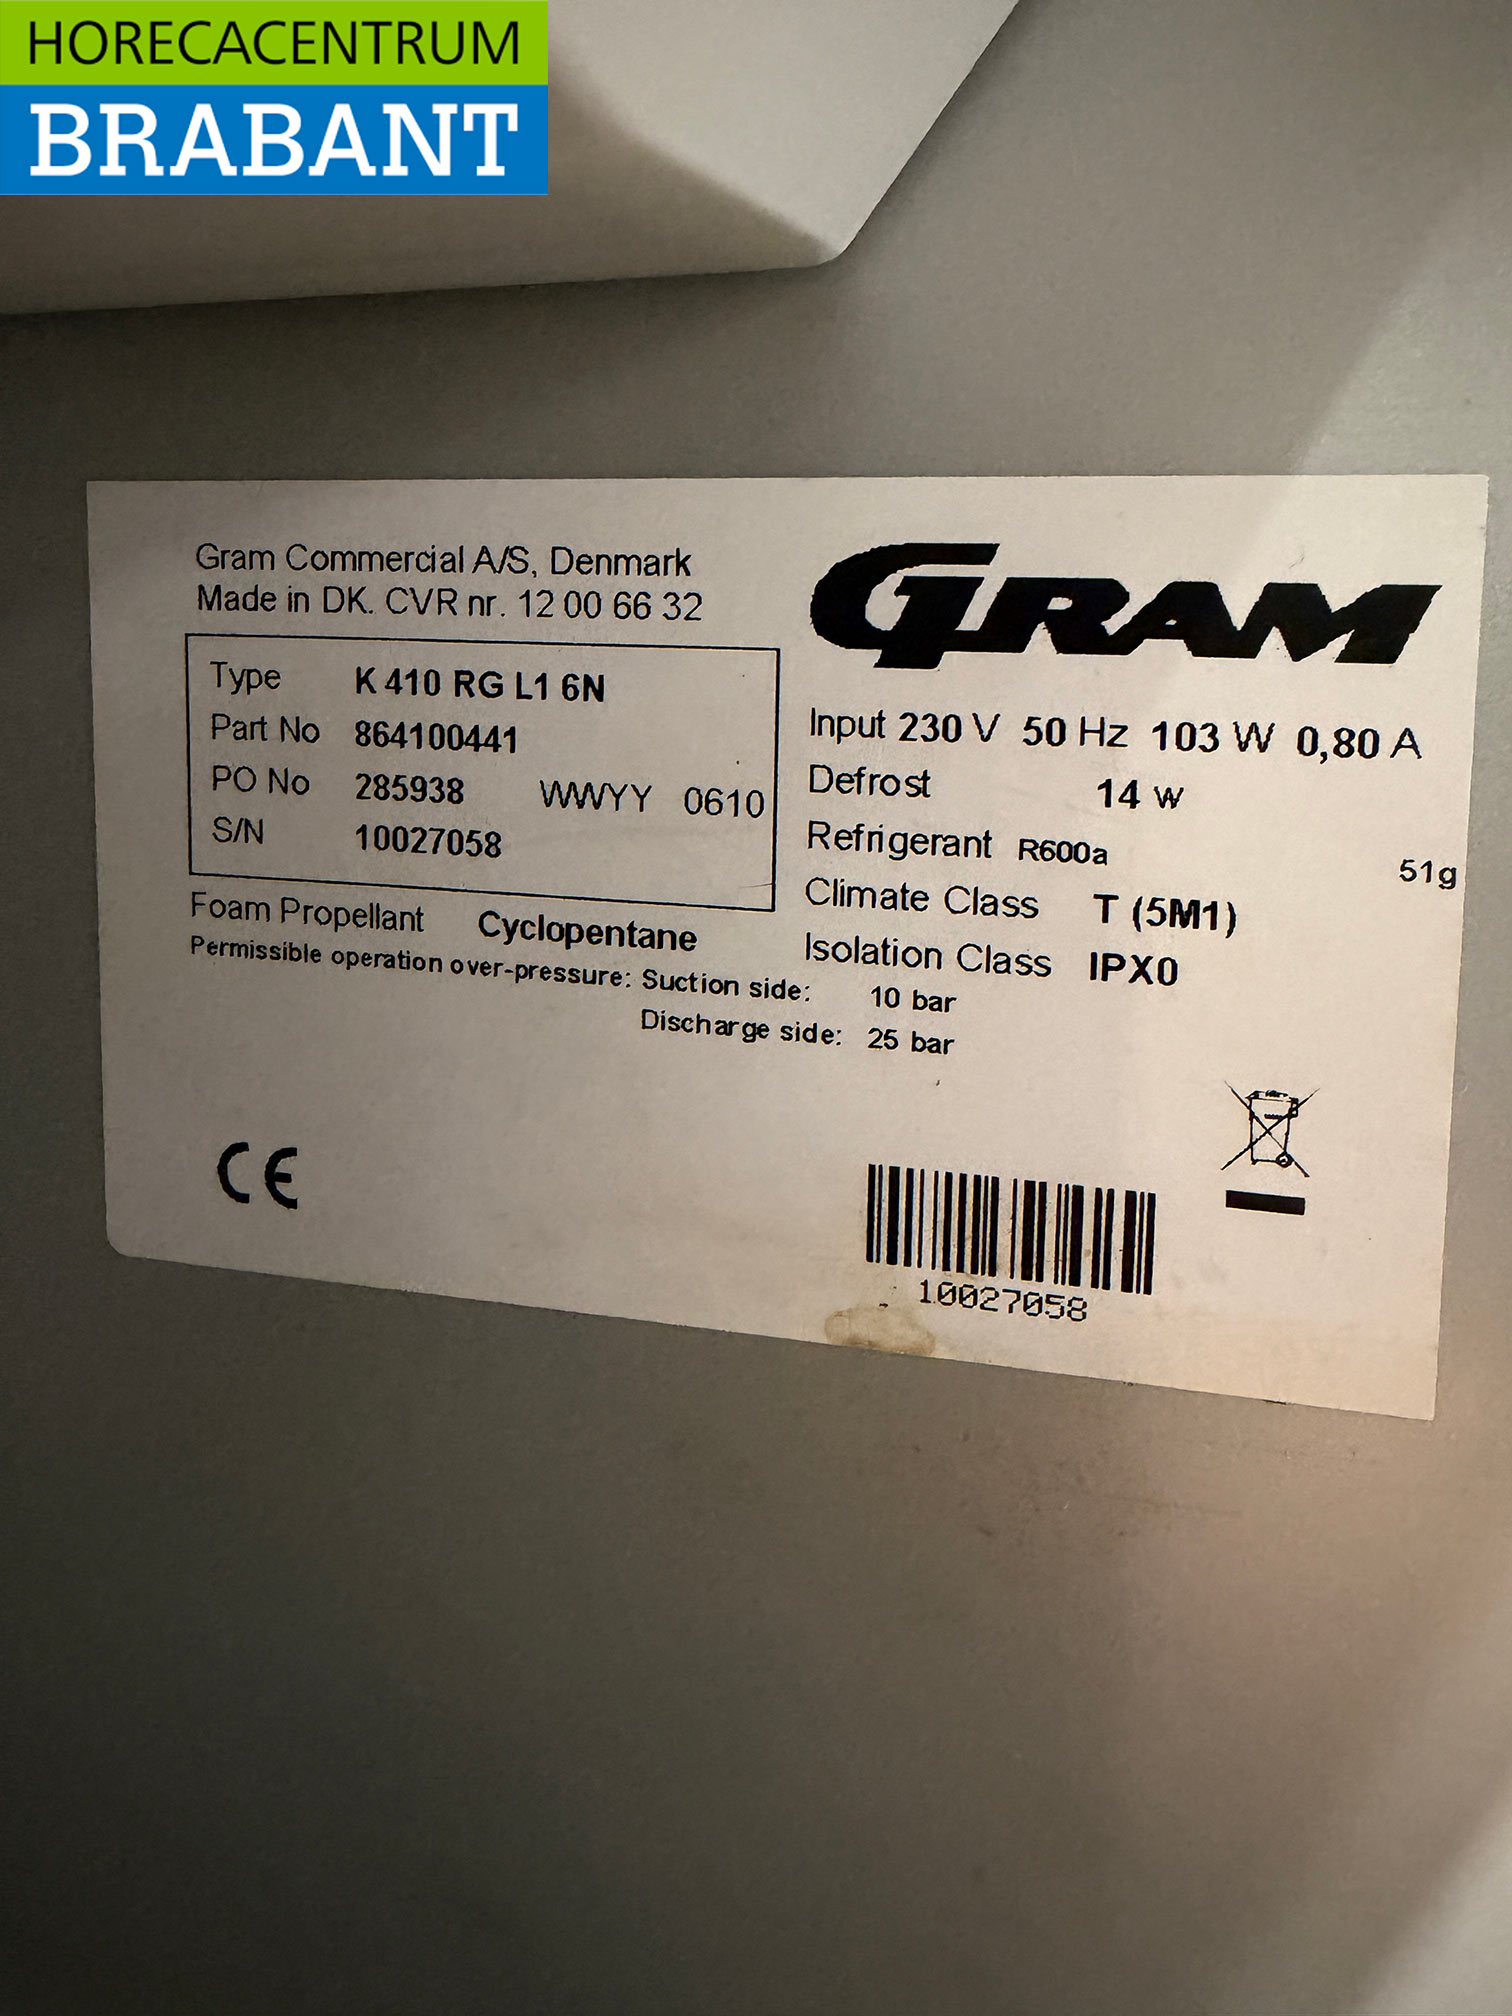 HORECACENTRUM
BRABANT
Gram Commercial A/S, Denmark
Made in DK. CVR nr. 12 00 66 32
GRAM
Type K 410 RG L1 6N
Part No 864100441
PO No 285938 WWYY 0610
S/N 10027058
Foam Propellant Cyclopentane
Permissible operation over-pressure: Suction side: 10 bar
Discharge side: 25 bar
Input 230 V 50 Hz 103 W 0,80 A
Defrost 14 W
Refrigerant R600a 51g
Climate Class T (5M1)
Isolation Class IPX0
CE
10027058